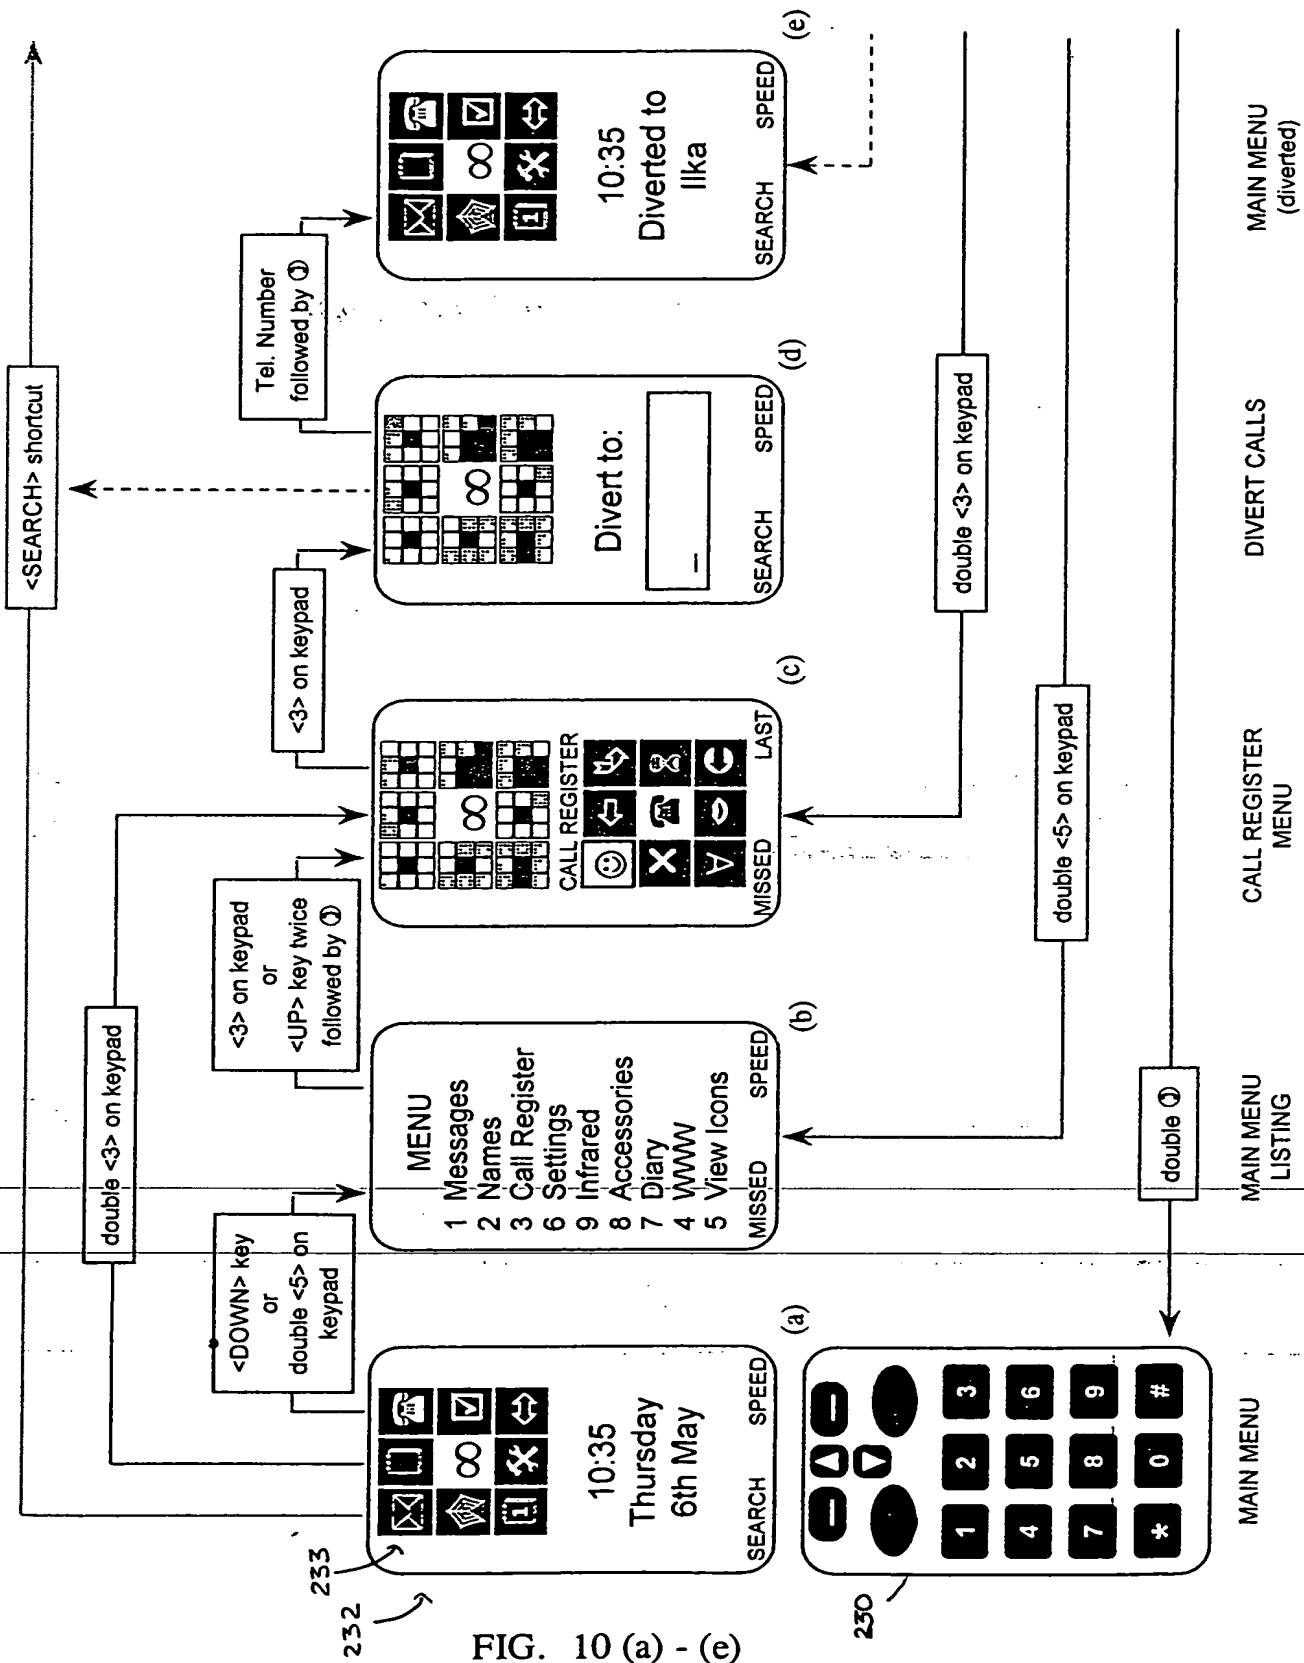 <SEARCH> shortcut
double <3> on keypad
<DOWN> key
or
double <5> on
keypad
<3> on keypad
or
<UP> key twice
followed by
<3> on keypad
Tel. Number
followed by
232
233
1
10:35
Thursday
6th May
SEARCH SPEED
(a)
MENU
1 Messages
2 Names
3 Call Register
6 Settings
9 Infrared
8 Accessories
7 Diary
4 WWW
5 View Icons
MISSED SPEED
(b)
CALL REGISTER
A
MISSED LAST
(c)
Divert to:
SEARCH SPEED
(d)
1
10:35
Diverted to
Ilka
SEARCH SPEED
(e)
230
1 2 3
4 5 6
7 8 9
* 0 #
double <3> on keypad
double <5> on keypad
double
MAIN MENU
MAIN MENU
LISTING
CALL REGISTER
MENU
DIVERT CALLS
MAIN MENU
(diverted)
FIG. 10 (a) - (e)